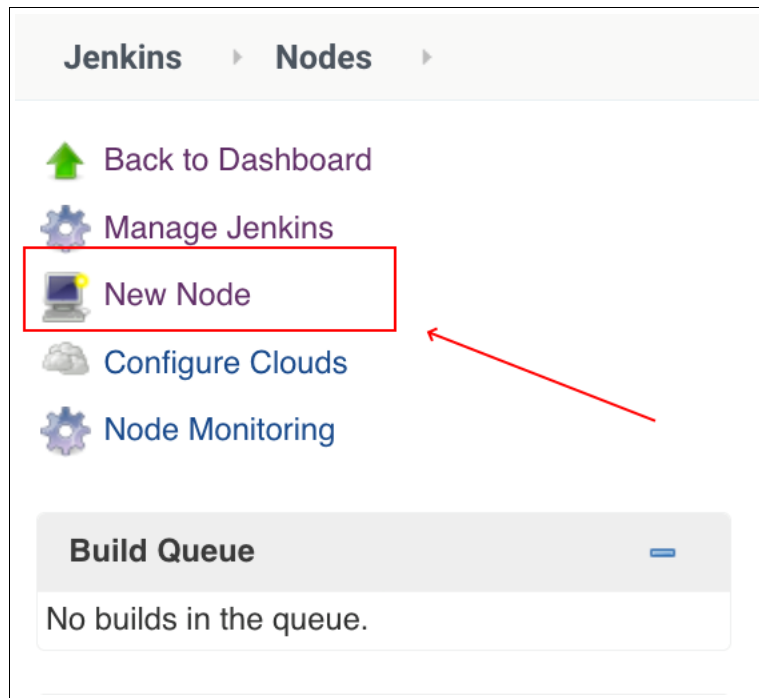 Jenkins Nodes
Back to Dashboard
Manage Jenkins
New Node
Configure Clouds
Node Monitoring
Build Queue
No builds in the queue.